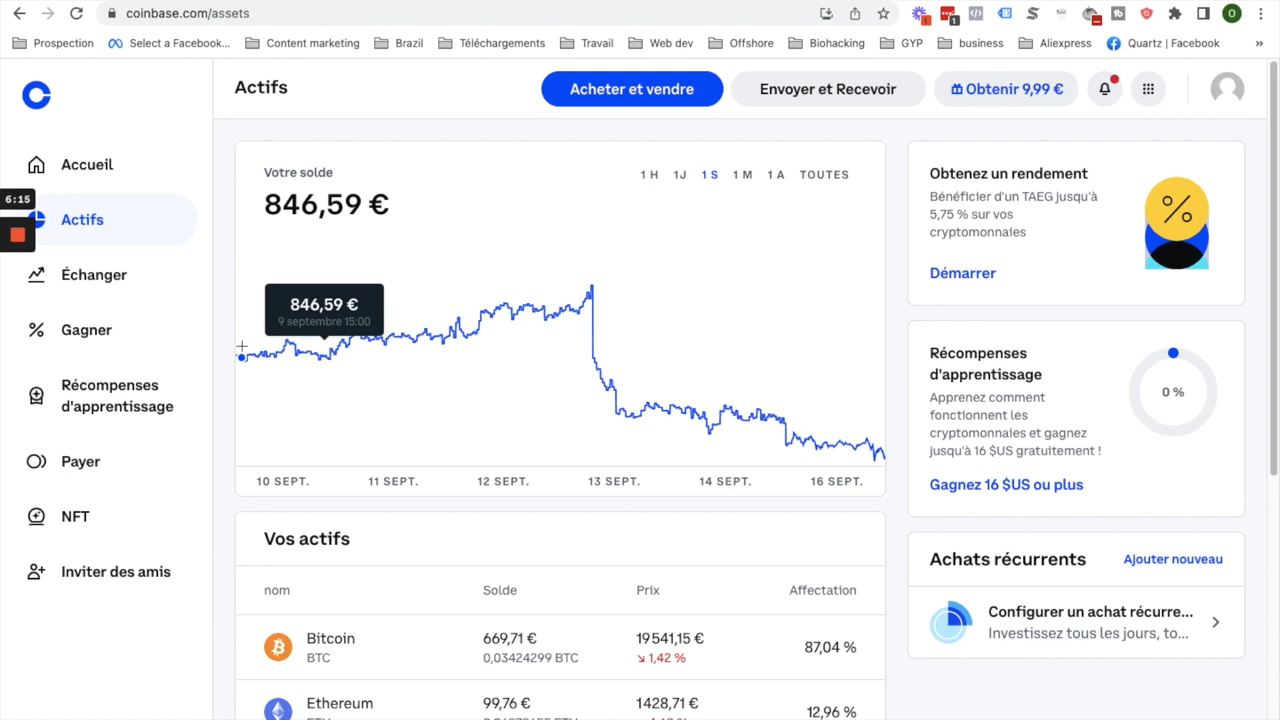 coinbase.com/assets
1
O
Prospection
Select a Facebook...
Content marketing
Brazil
Téléchargements
Travail
Web dev
Offshore
Biohacking
GYP
business
Aliexpress
Quartz | Facebook
»
Accueil
6:15
Actifs
Échanger
Gagner
Récompenses
d'apprentissage
Payer
NFT
Inviter des amis
Actifs
Acheter et vendre
Envoyer et Recevoir
Obtenir 9,99 €
Votre solde
846,59 €
1 H 1J 1 S 1 M 1 A TOUTES
846,59 €
9 septembre 15:00
10 SEPT. 11 SEPT. 12 SEPT. 13 SEPT. 14 SEPT. 16 SEPT.
Vos actifs
nom Solde Prix Affectation
Bitcoin 669,71 € 19 541,15 € 87,04 %
BTC 0,03424299 BTC ↘ 1,42 %
Ethereum 99,76 € 1 428,71 € 12,96 %
Obtenez un rendement
Bénéficier d'un TAEG jusqu'à
5,75 % sur vos
cryptomonnaies
Démarrer
Récompenses
d'apprentissage
Apprenez comment
fonctionnent les
cryptomonnaies et gagnez
jusqu'à 16 $US gratuitement !
0 %
Gagnez 16 $US ou plus
Achats récurrents
Ajouter nouveau
Configurer un achat récurre...
Investissez tous les jours, to...